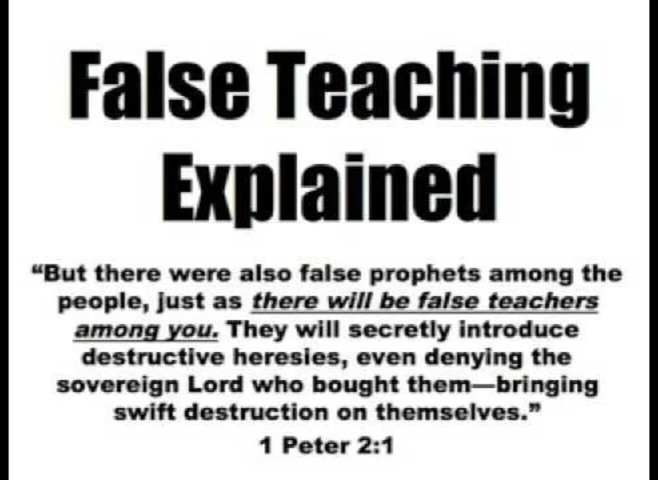 False Teaching
Explained
“But there were also false prophets among the
people, just as there will be false teachers
among you. They will secretly introduce
destructive heresies, even denying the
sovereign Lord who bought them—bringing
swift destruction on themselves.”
1 Peter 2:1